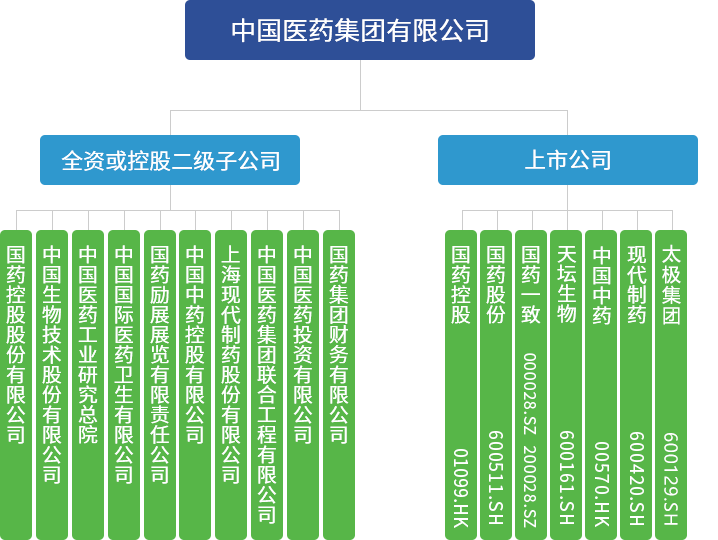 中国医药集团有限公司
全资或控股二级子公司
上市公司
国药控股股份有限公司
中国生物技术股份有限公司
中国医药工业研究总院
中国国际医药卫生有限公司
国药励展展览有限责任公司
中国中药控股有限公司
上海现代制药股份有限公司
中国医药集团联合工程有限公司
中国医药投资有限公司
国药集团财务有限公司
国药控股 01099.HK
国药股份 600511.SH
国药一致 000028.SZ 200028.SZ
天坛生物 600161.SH
中国中药 00570.HK
现代制药 600420.SH
太极集团 600129.SH